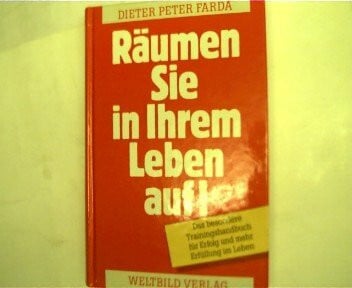 DIETER PETER FARDA
Räumen
Sie
in Ihrem
Leben
auf!
Das besondere
Trainingshandbuch
für Erfolg und mehr
Erfüllung im Leben
WELTBILD VERLAG